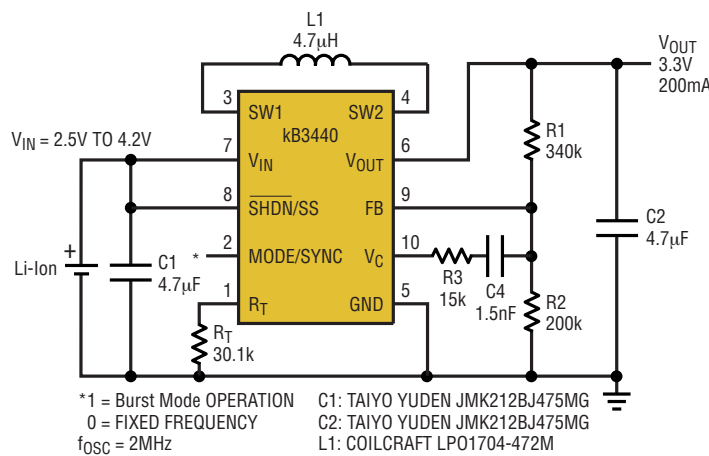 L1
4.7µH
3
4
SW1
SW2
kB3440
V_IN = 2.5V TO 4.2V
7
V_IN
V_OUT
6
V_OUT
3.3V
200mA
R1
340k
8
SHDN/SS
FB
9
*
2
MODE/SYNC
V_C
10
R3
15k
C4
1.5nF
C2
4.7µF
+
Li-Ion
C1
4.7µF
1
R_T
GND
5
R_T
30.1k
R2
200k
*1 = Burst Mode OPERATION
0 = FIXED FREQUENCY
f_OSC = 2MHz
C1: TAIYO YUDEN JMK212BJ475MG
C2: TAIYO YUDEN JMK212BJ475MG
L1: COILCRAFT LPO1704-472M